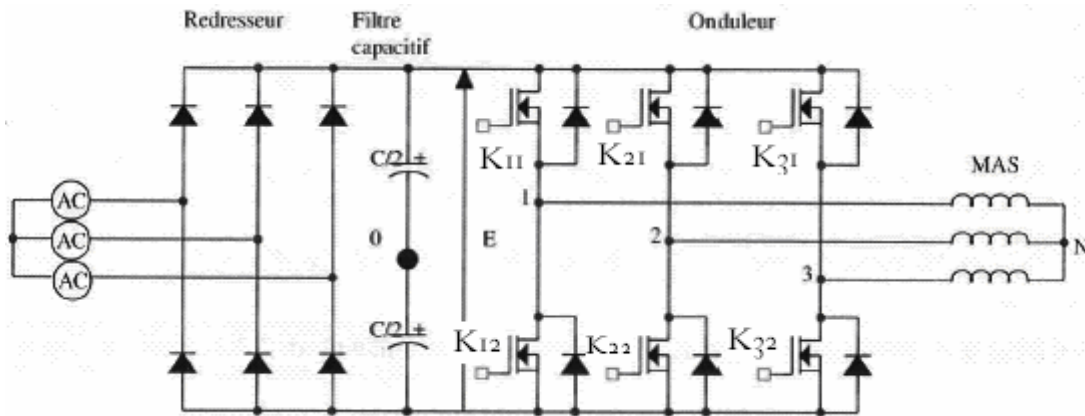 Redresseur
Filtre
capacitif
Onduleur
K11
K21
K31
C/2 +
MAS
AC
AC
AC
1
0
E
2
N
3
C/2 +
K12
K22
K32